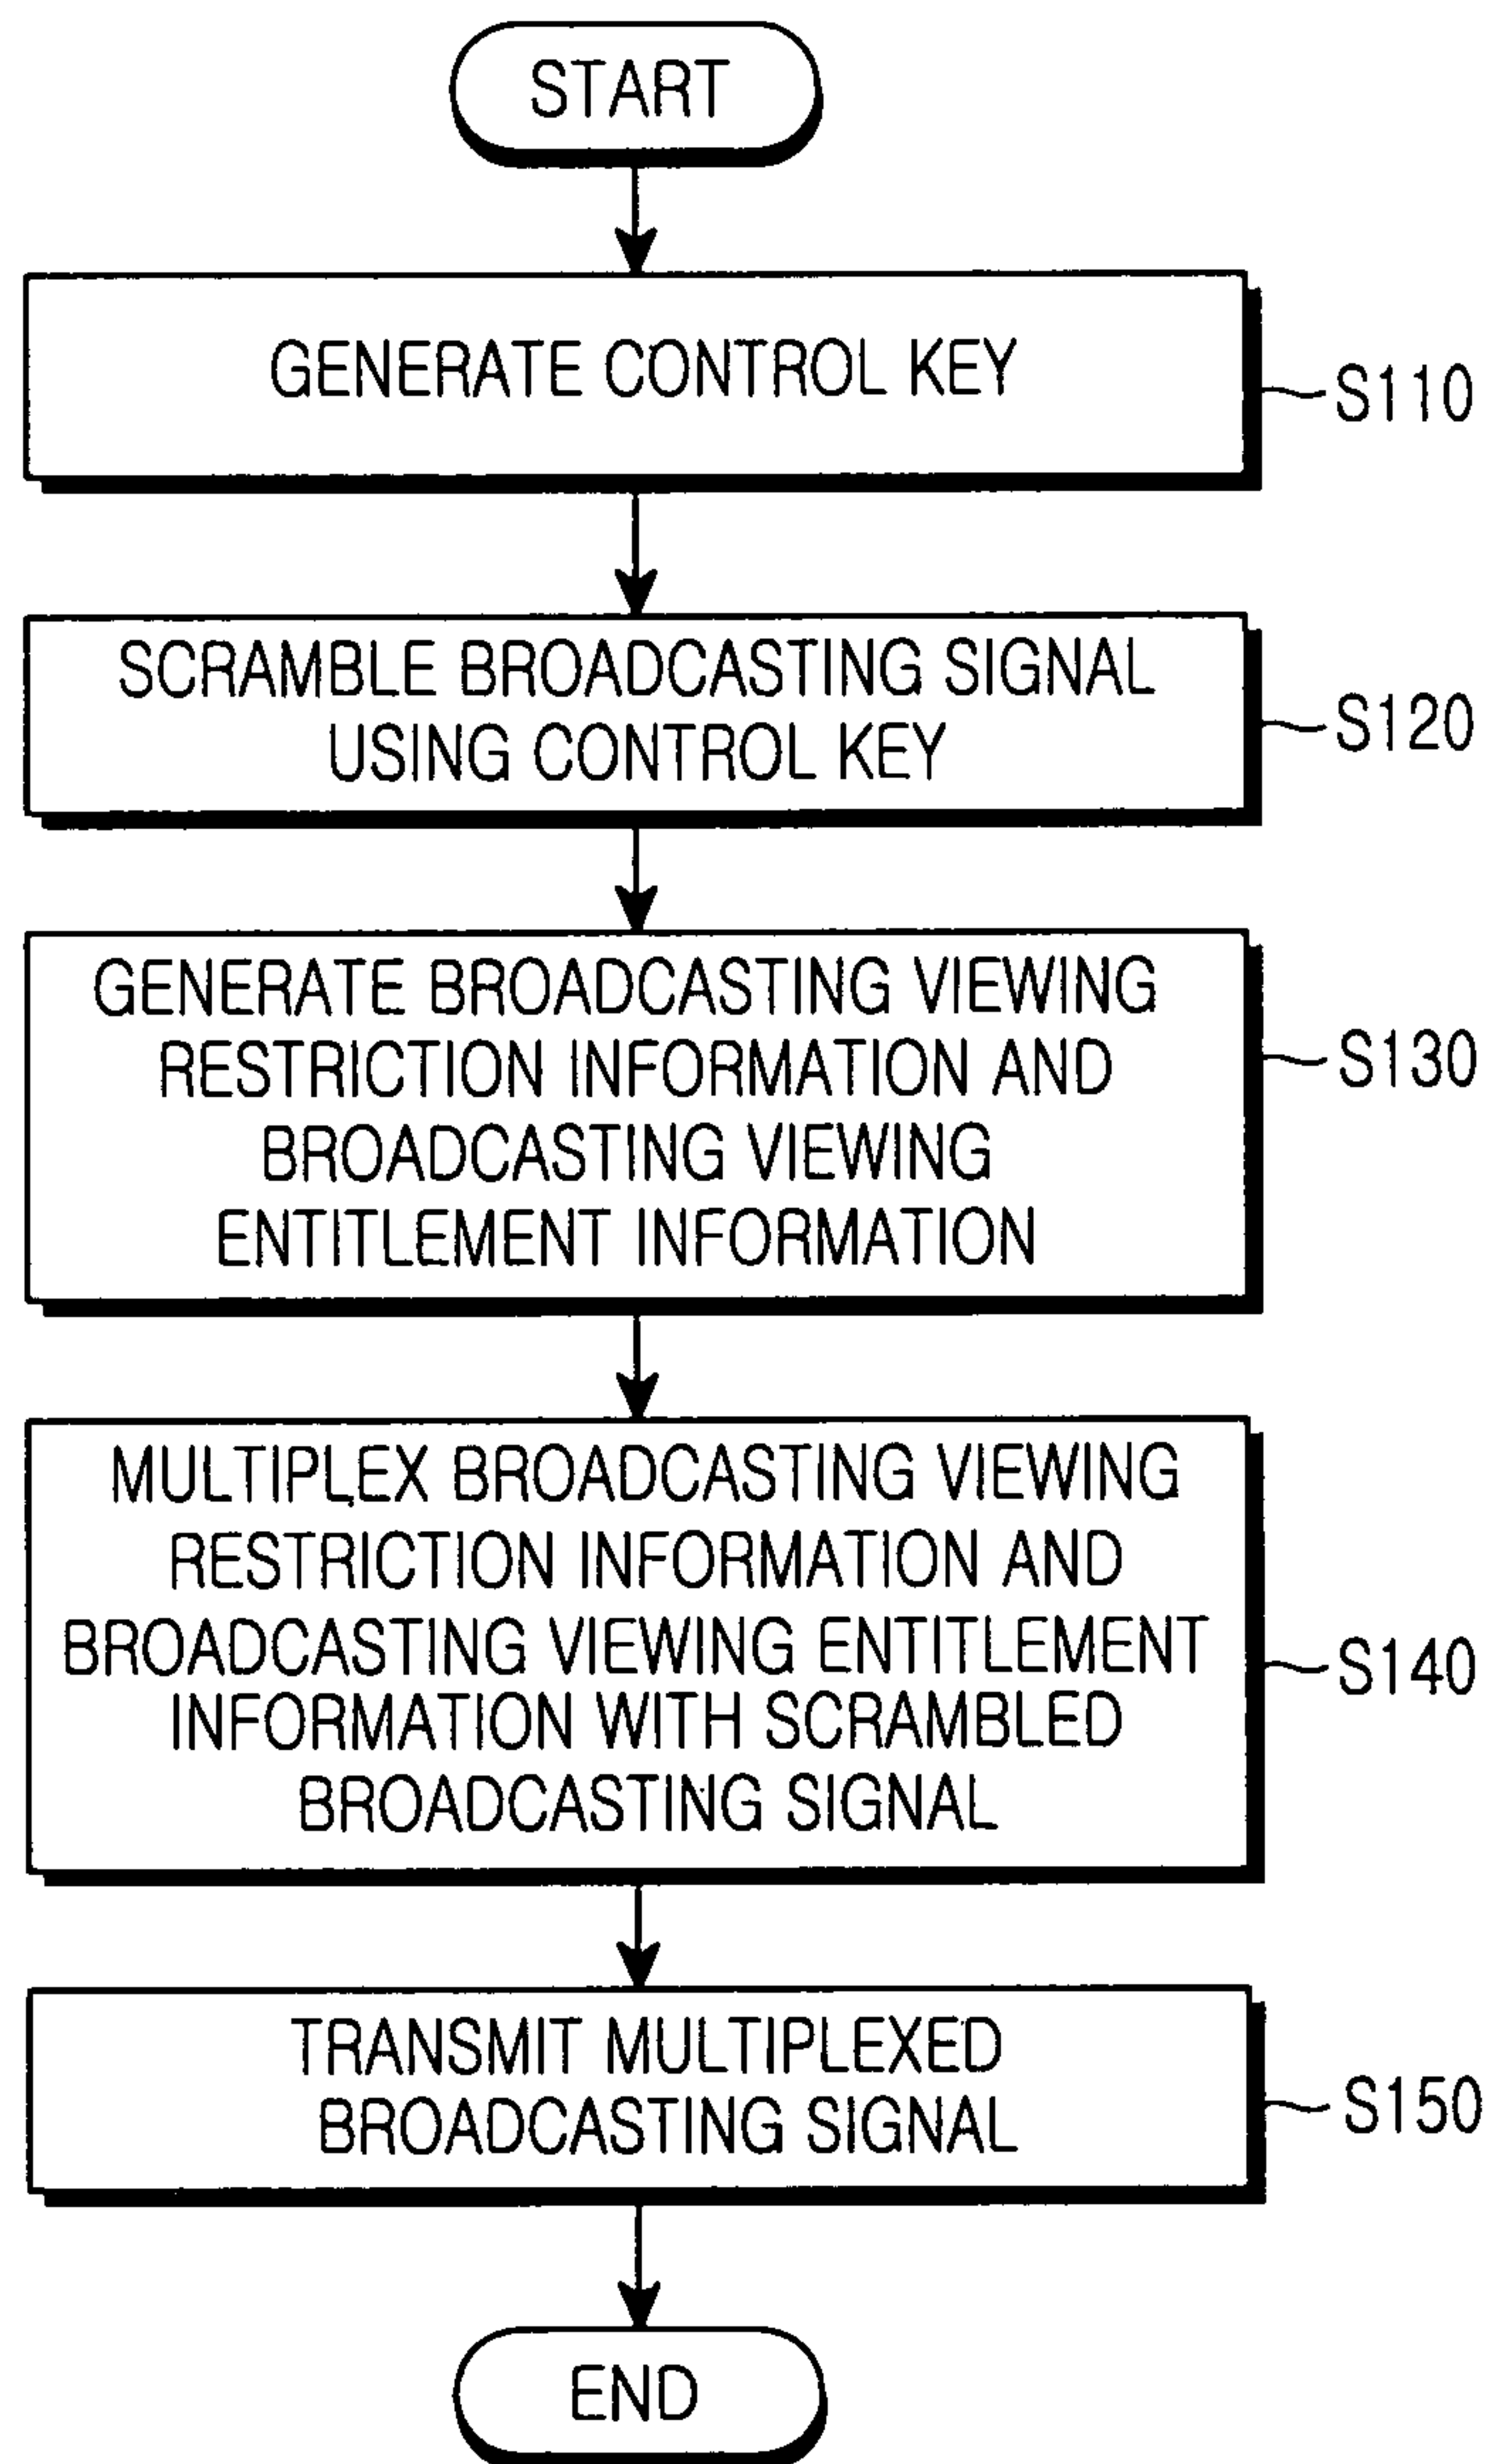 START
GENERATE CONTROL KEY
S110
SCRAMBLE BROADCASTING SIGNAL
USING CONTROL KEY
S120
GENERATE BROADCASTING VIEWING
RESTRICTION INFORMATION AND
BROADCASTING VIEWING
ENTITLEMENT INFORMATION
S130
MULTIPLEX BROADCASTING VIEWING
RESTRICTION INFORMATION AND
BROADCASTING VIEWING ENTITLEMENT
INFORMATION WITH SCRAMBLED
BROADCASTING SIGNAL
S140
TRANSMIT MULTIPLEXED
BROADCASTING SIGNAL
S150
END